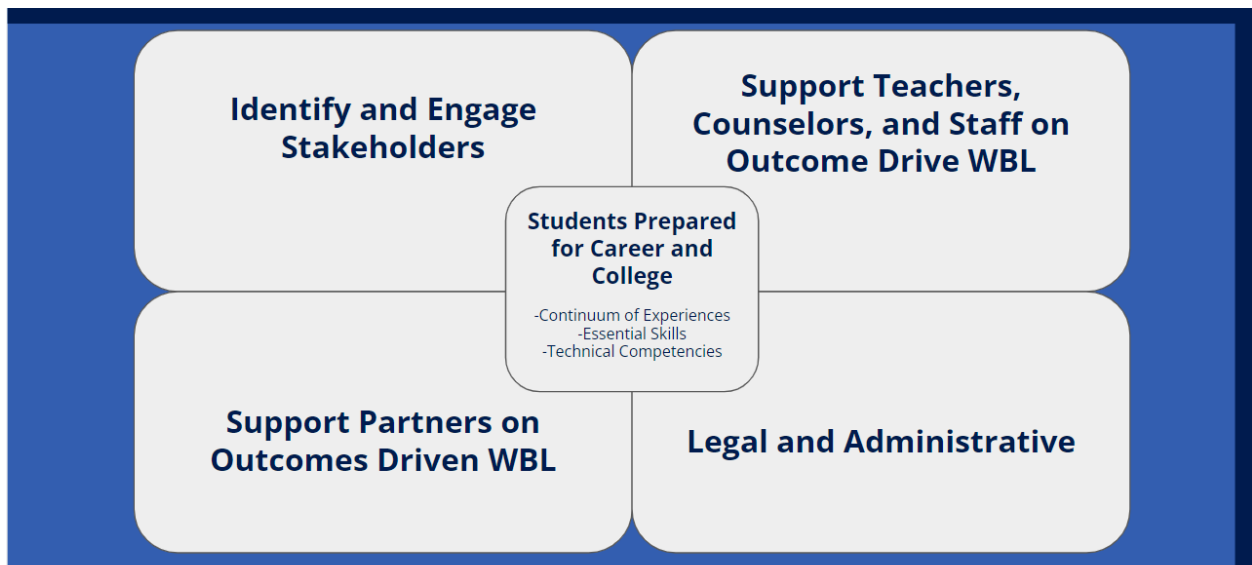 Identify and Engage
Stakeholders
Support Teachers,
Counselors, and Staff on
Outcome Drive WBL
Students Prepared
for Career and
College
-Continuum of Experiences
-Essential Skills
-Technical Competencies
Support Partners on
Outcomes Driven WBL
Legal and Administrative